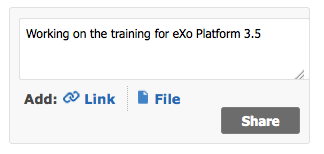 Working on the training for eXo Platform 3.5
Add: Link File
Share